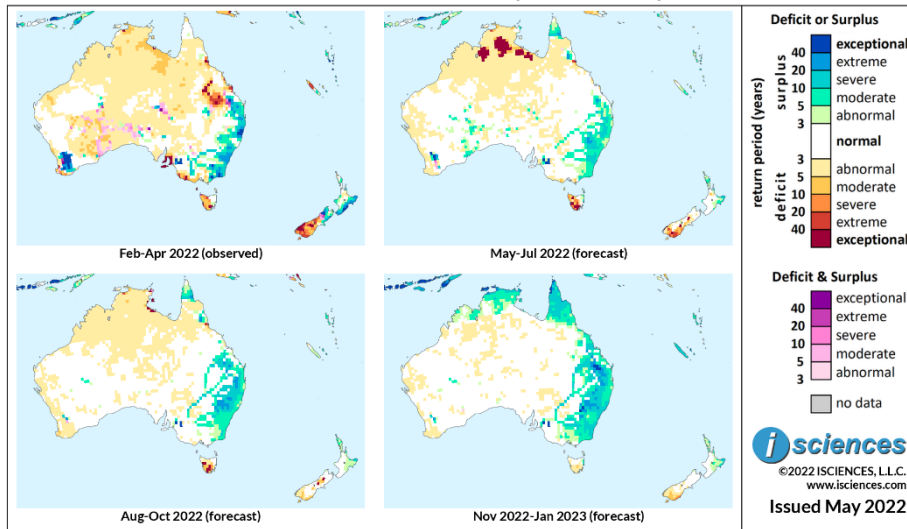 Feb-Apr 2022 (observed)
May-Jul 2022 (forecast)
Aug-Oct 2022 (forecast)
Nov 2022-Jan 2023 (forecast)
Deficit or Surplus
return period (years)
surplus
deficit
40
20
10
5
3
exceptional
extreme
severe
moderate
abnormal
normal
3
5
10
20
40
abnormal
moderate
severe
extreme
exceptional
Deficit & Surplus
40
20
10
5
3
exceptional
extreme
severe
moderate
abnormal
no data
i sciences
©2022 ISCIENCES, L.L.C.
www.isciences.com
Issued May 2022